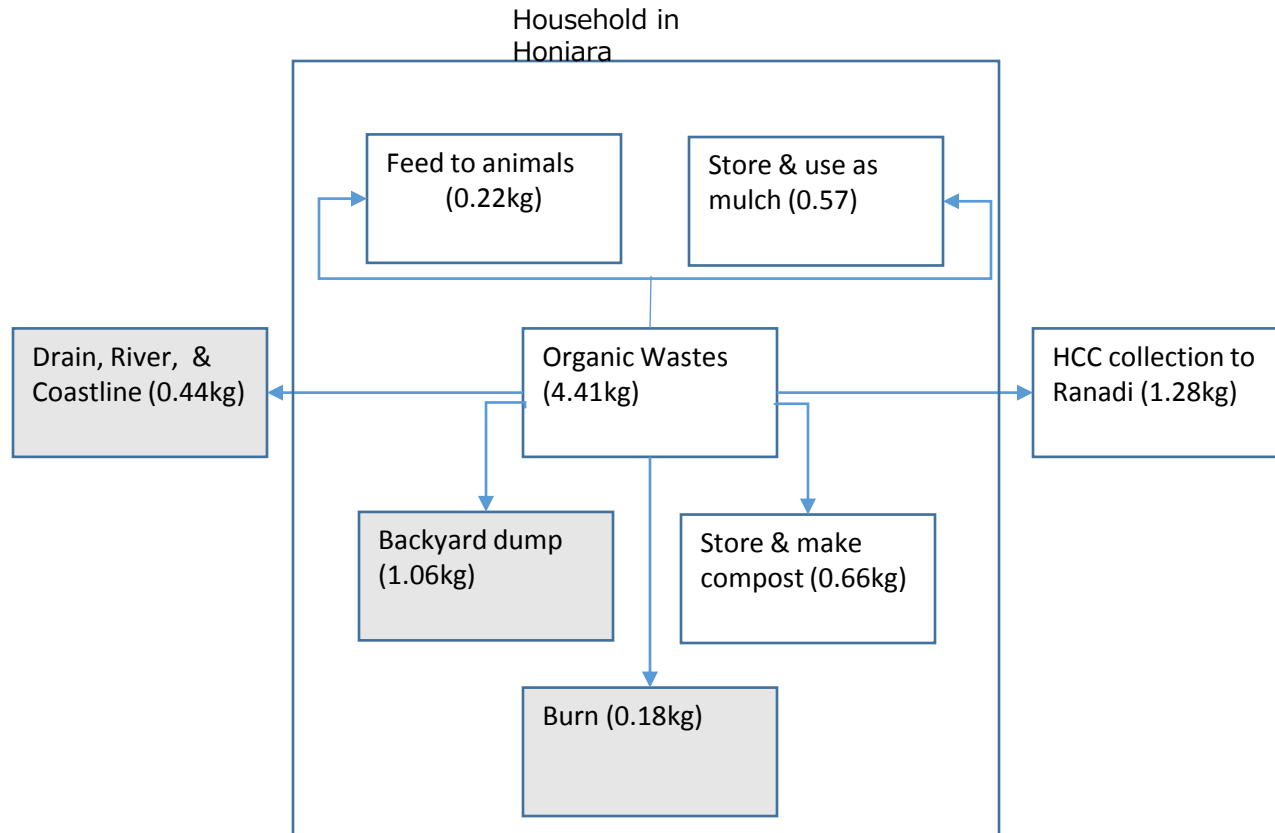 Household in
Honiara
Feed to animals
(0.22kg)
Store & use as
mulch (0.57)
Drain, River, &
Coastline (0.44kg)
Organic Wastes
(4.41kg)
HCC collection to
Ranadi (1.28kg)
Backyard dump
(1.06kg)
Store & make
compost (0.66kg)
Burn (0.18kg)